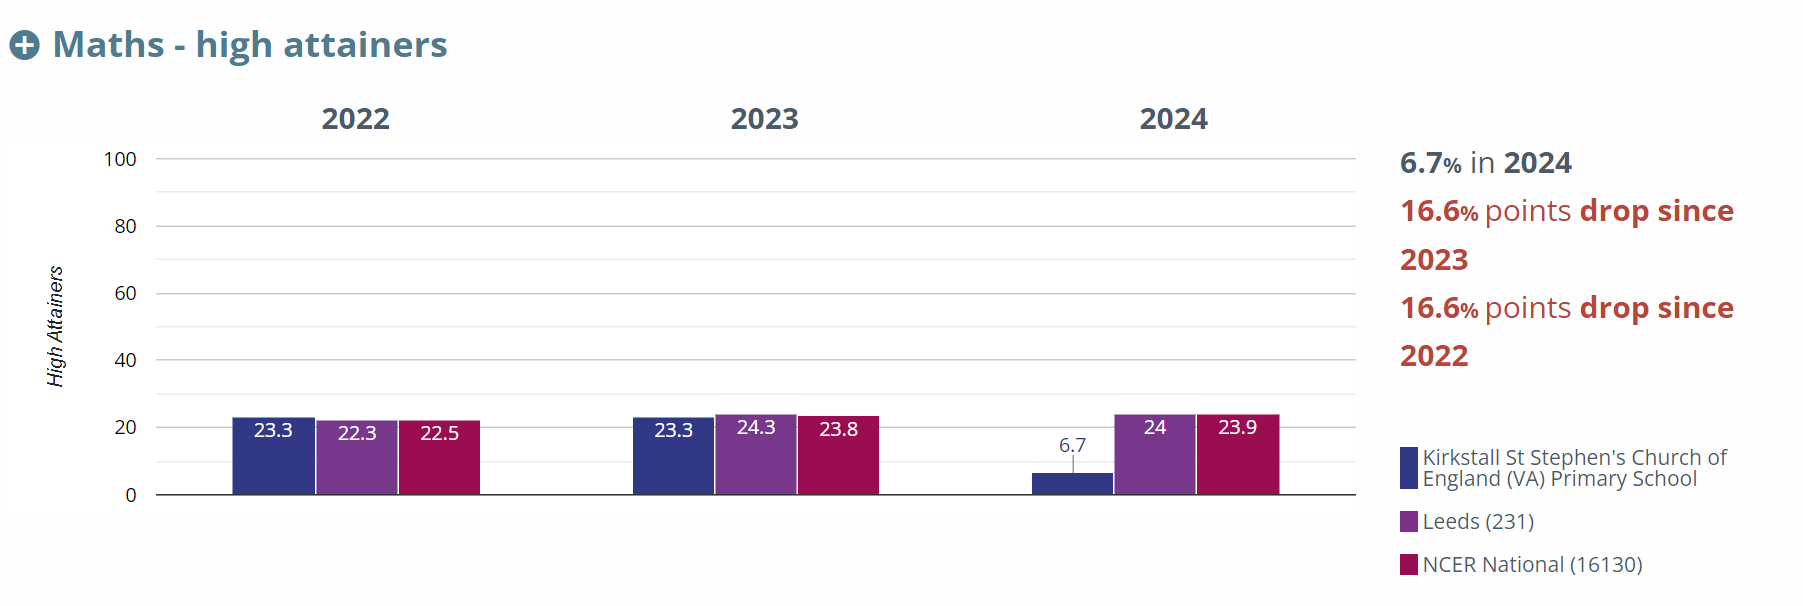 Maths - high attainers
2022 2023 2024
100
80
60
40
20
0
High Attainers
23.3 22.3 22.5
23.3 24.3 23.8
6.7 24 23.9
6.7% in 2024
16.6% points drop since
2023
16.6% points drop since
2022
Kirkstall St Stephen's Church of
England (VA) Primary School
Leeds (231)
NCER National (16130)